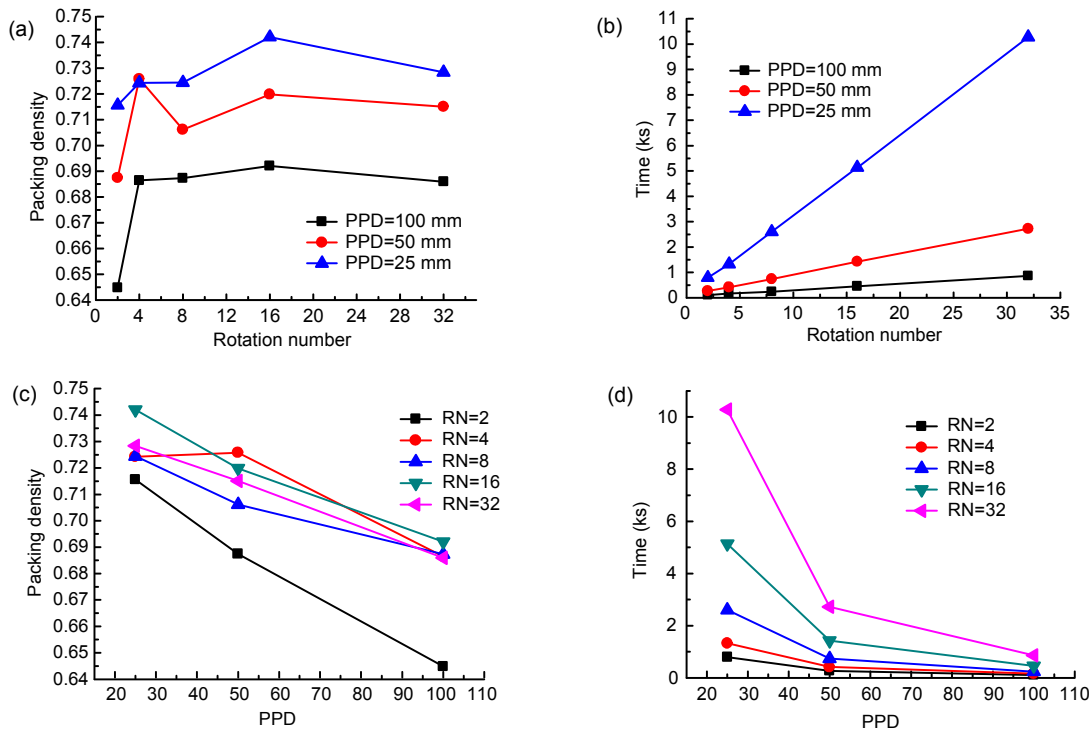 (a)
0.75
0.74
0.73
0.72
0.71
0.70
0.69
0.68
0.67
0.66
0.65
0.64
Packing density
PPD=100 mm
PPD=50 mm
PPD=25 mm
0 4 8 12 16 20 24 28 32
Rotation number
(b)
11
10
9
8
7
6
5
4
3
2
1
0
Time (ks)
PPD=100 mm
PPD=50 mm
PPD=25 mm
0 5 10 15 20 25 30 35
Rotation number
(c)
0.75
0.74
0.73
0.72
0.71
0.70
0.69
0.68
0.67
0.66
0.65
0.64
Packing density
RN=2
RN=4
RN=8
RN=16
RN=32
20 30 40 50 60 70 80 90 100 110
PPD
(d)
10
8
6
4
2
0
Time (ks)
RN=2
RN=4
RN=8
RN=16
RN=32
20 30 40 50 60 70 80 90 100 110
PPD